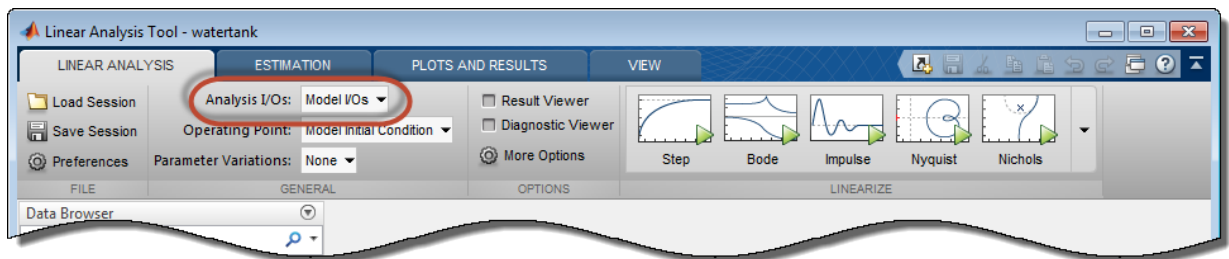 Linear Analysis Tool - watertank
LINEAR ANALYSIS ESTIMATION PLOTS AND RESULTS VIEW
Load Session Analysis I/Os: Model I/Os Result Viewer
Save Session Operating Point: Model Initial Condition Diagnostic Viewer
Preferences Parameter Variations: None More Options Step Bode Impulse Nyquist Nichols
FILE GENERAL OPTIONS LINEARIZE
Data Browser